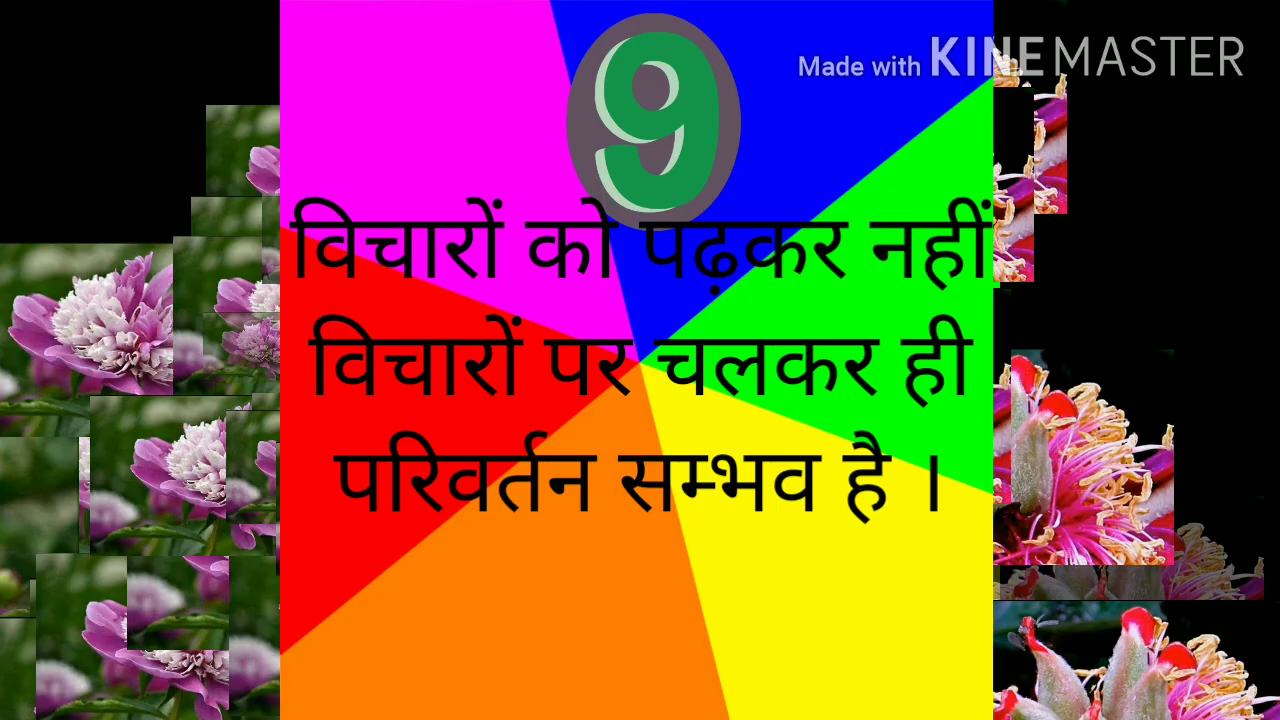 9
Made with KINEMASTER
विचारों को पढ़कर नहीं
विचारों पर चलकर ही
परिवर्तन सम्भव है ।